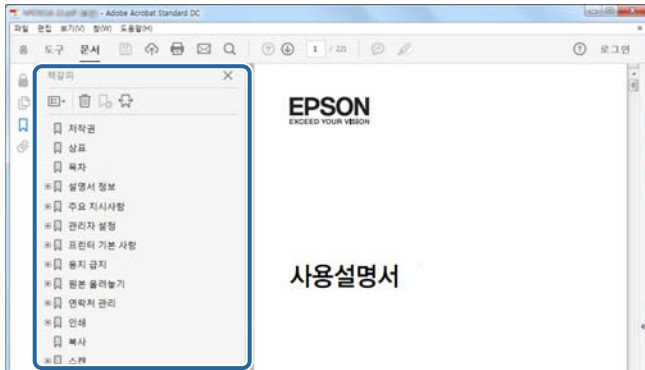 - Adobe Acrobat Standard DC
파일 편집 보기(V) 창(W) 도움말(H)
홈 도구 문서 1 / 221 로그인
책갈피
저작권
상표
목차
설명서 정보
주요 지시사항
관리자 설정
프린터 기본 사항
용지 급지
원본 올려놓기
연락처 관리
인쇄
복사
스캔
EPSON
EXCEED YOUR VISION
사용설명서